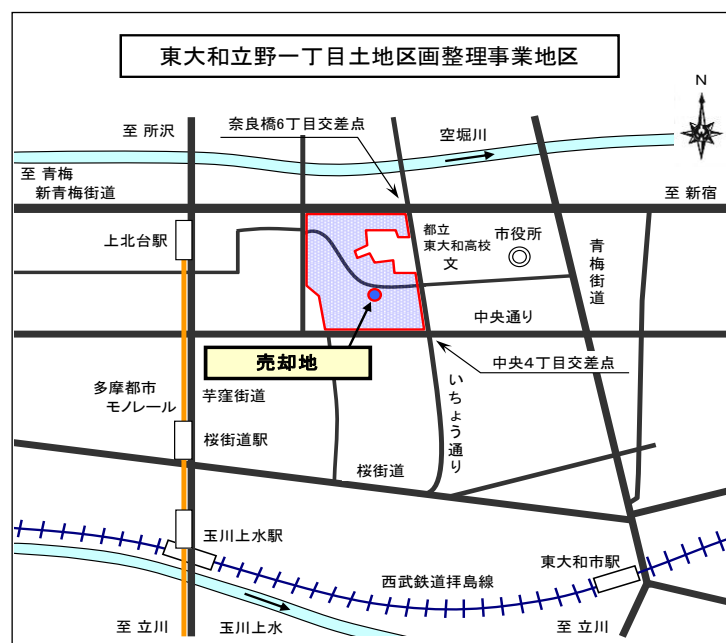 東大和立野一丁目土地区画整理事業地区
N
奈良橋6丁目交差点
至 所沢
空堀川
至 青梅
新青梅街道
至 新宿
上北台駅
都立
東大和高校
文
市役所
青梅街道
中央通り
売却地
中央4丁目交差点
多摩都市
モノレール
芋窪街道
いちょう通り
桜街道駅
桜街道
玉川上水駅
東大和市駅
西武鉄道拝島線
至 立川
玉川上水
至 立川